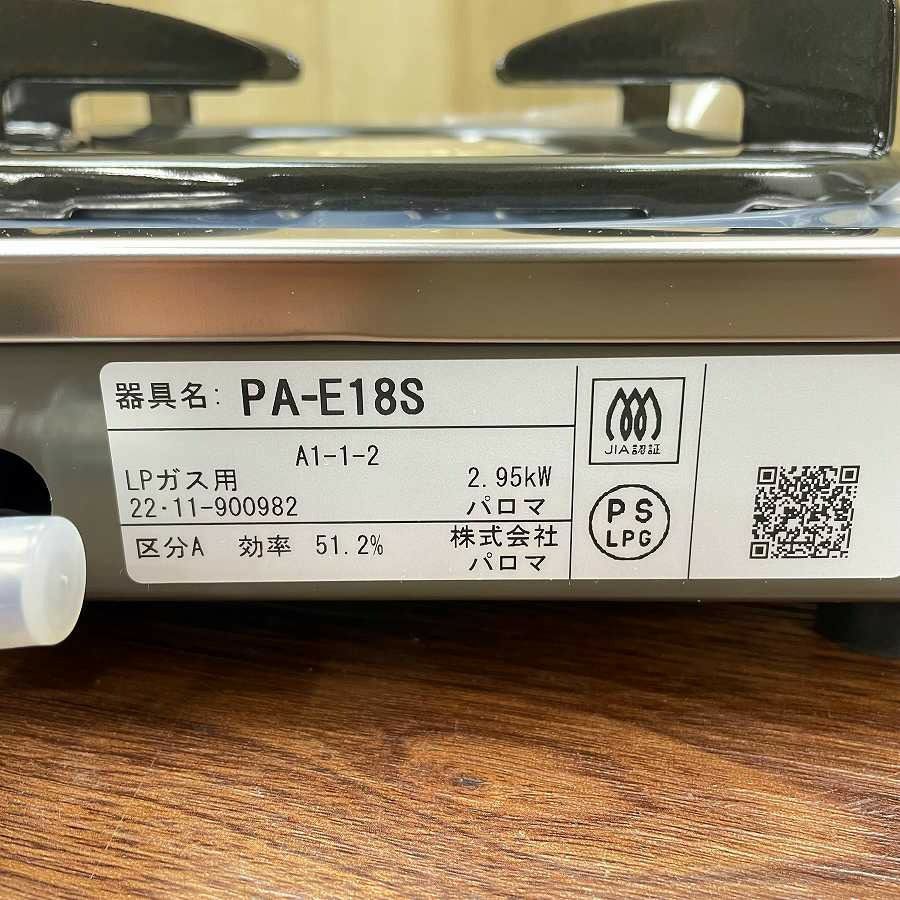 器具名: PA-E18S
A1-1-2
LPガス用 2.95kW
22・11-900982 パロマ
区分A 効率 51.2% 株式会社
パロマ
JIA認証
PS
LPG